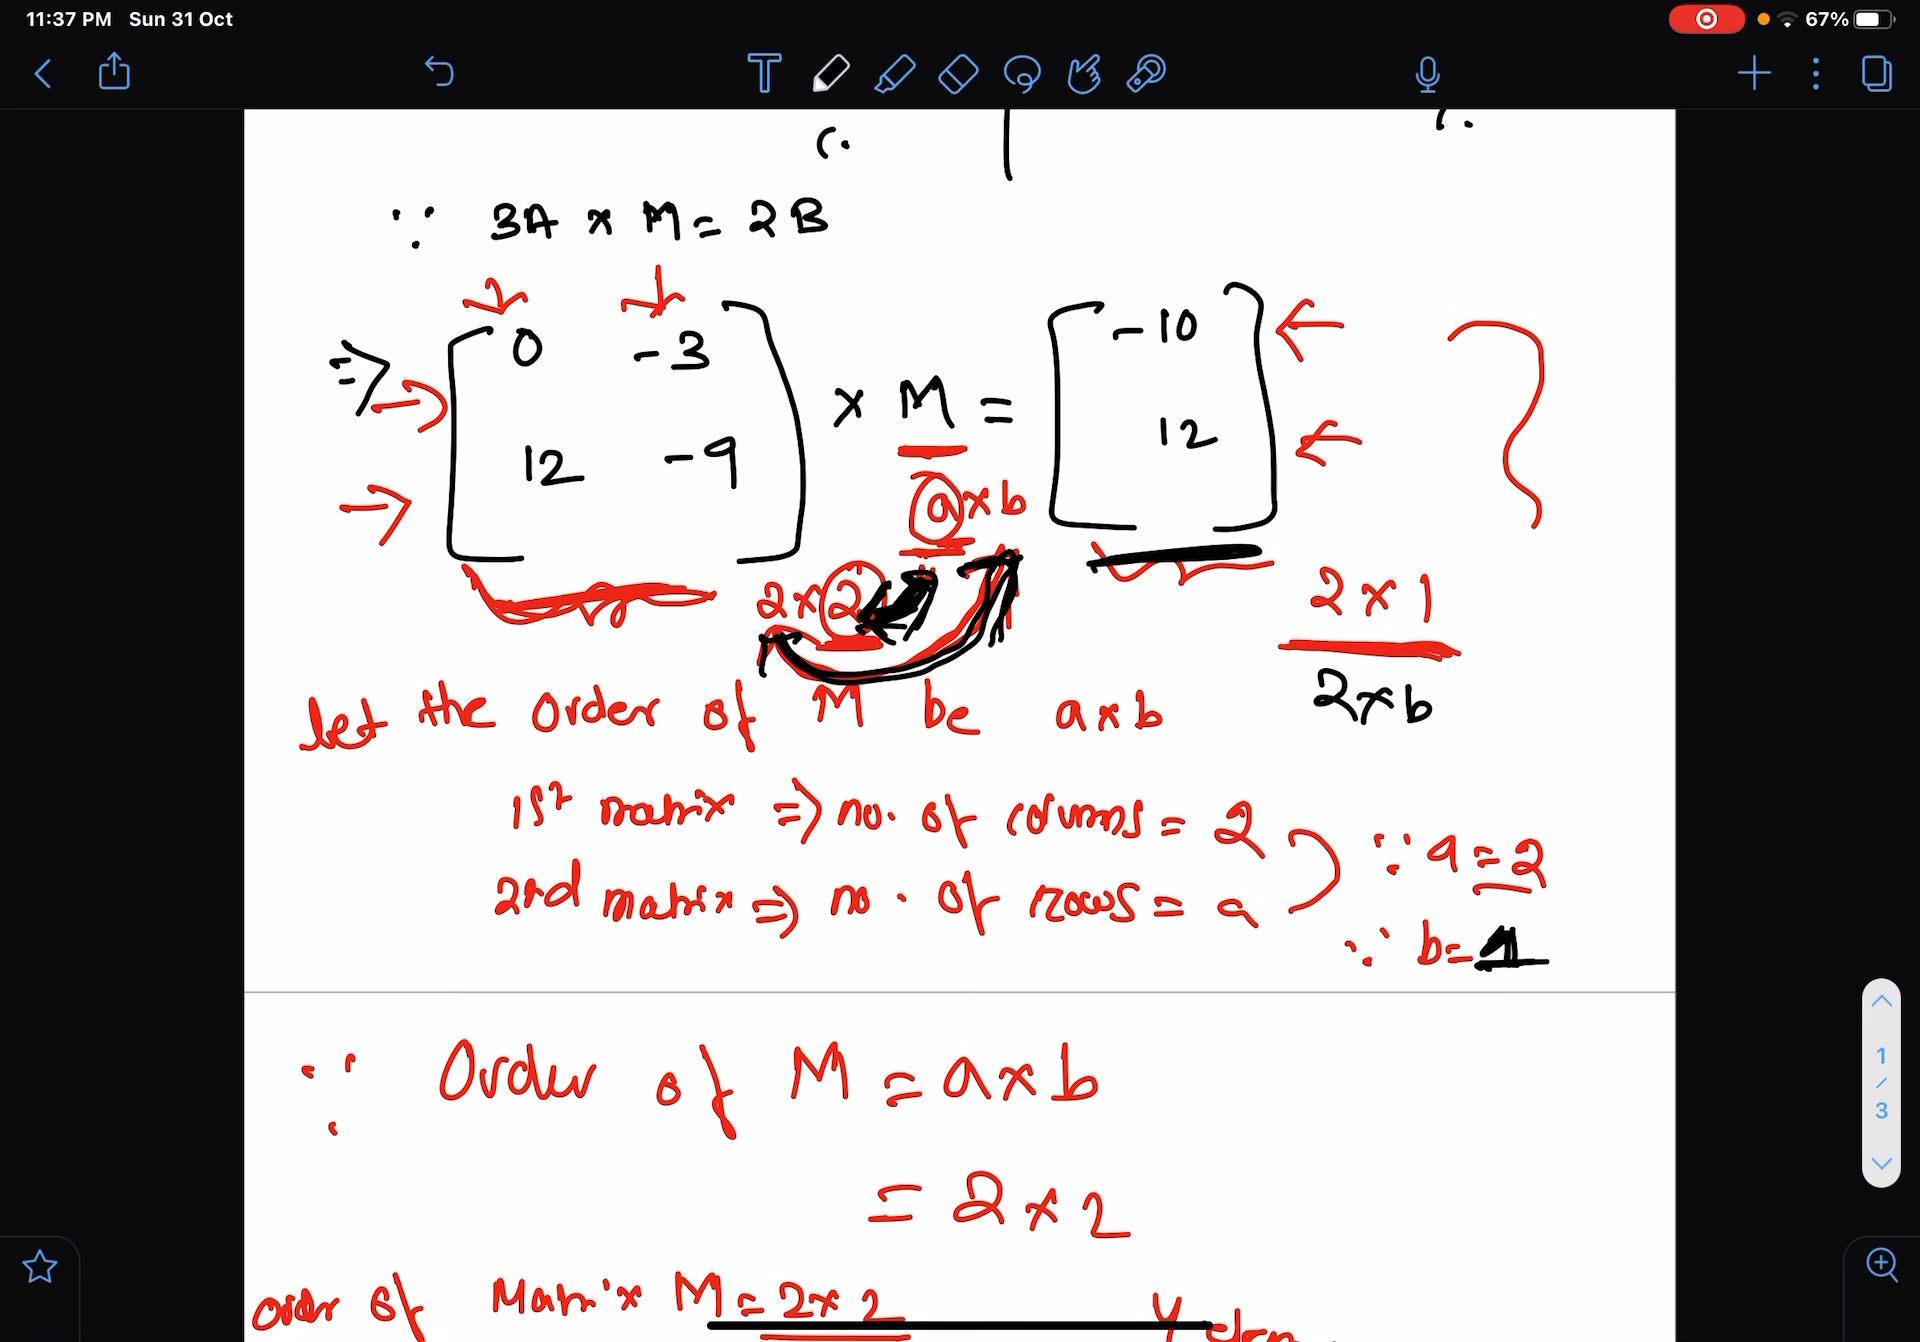 11:37 PM Sun 31 Oct
67%
T
∵ 3A × M = 2B
⇒ [ 0 -3
12 -9 ] × M = [ -10
12 ]
a×b
2×2
2×1
2×b
let the order of M be a×b
1st matrix ⇒ no. of columns = 2
2nd matrix ⇒ no. of rows = a
∵ a=2
∵ b=1
∵ Order of M = a×b
= 2×2
order of Matrix M = 2×2
1
/
3